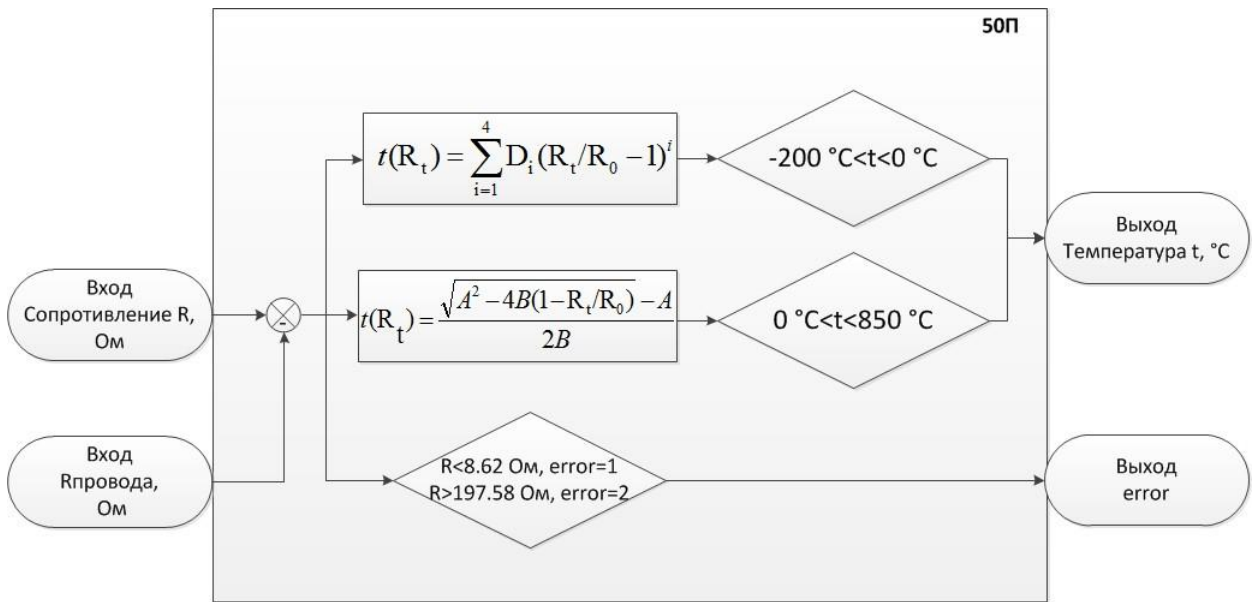 50П
t(Rt) = ∑ i=1 4 Di (Rt/R0 − 1)^i
-200 °C<t<0 °C
Выход
Температура t, °C
Вход
Сопротивление R,
Ом
-
t(Rt) = (√(A² − 4B(1−Rt/R0)) − A) / 2B
0 °C<t<850 °C
Вход
Rпровода,
Ом
R<8.62 Ом, error=1
R>197.58 Ом, error=2
Выход
error